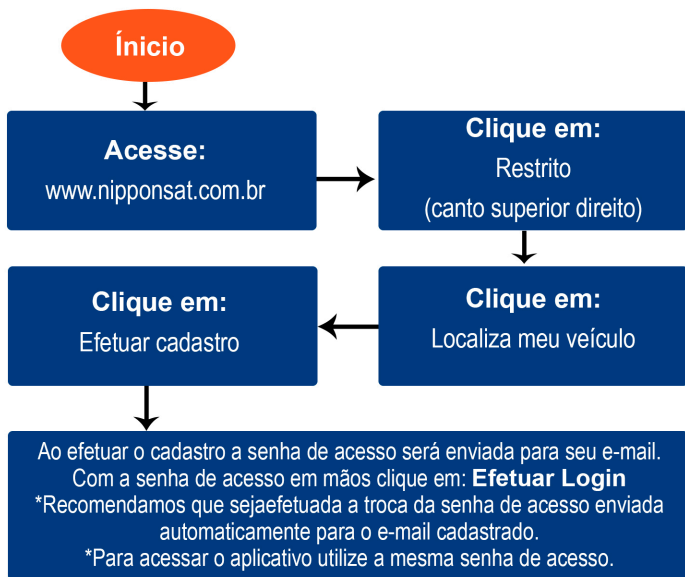 Ínicio
Acesse:
www.nipponsat.com.br
Clique em:
Restrito
(canto superior direito)
Clique em:
Localiza meu veículo
Clique em:
Efetuar cadastro
Ao efetuar o cadastro a senha de acesso será enviada para seu e-mail.
Com a senha de acesso em mãos clique em: Efetuar Login
*Recomendamos que sejaefetuada a troca da senha de acesso enviada
automaticamente para o e-mail cadastrado.
*Para acessar o aplicativo utilize a mesma senha de acesso.